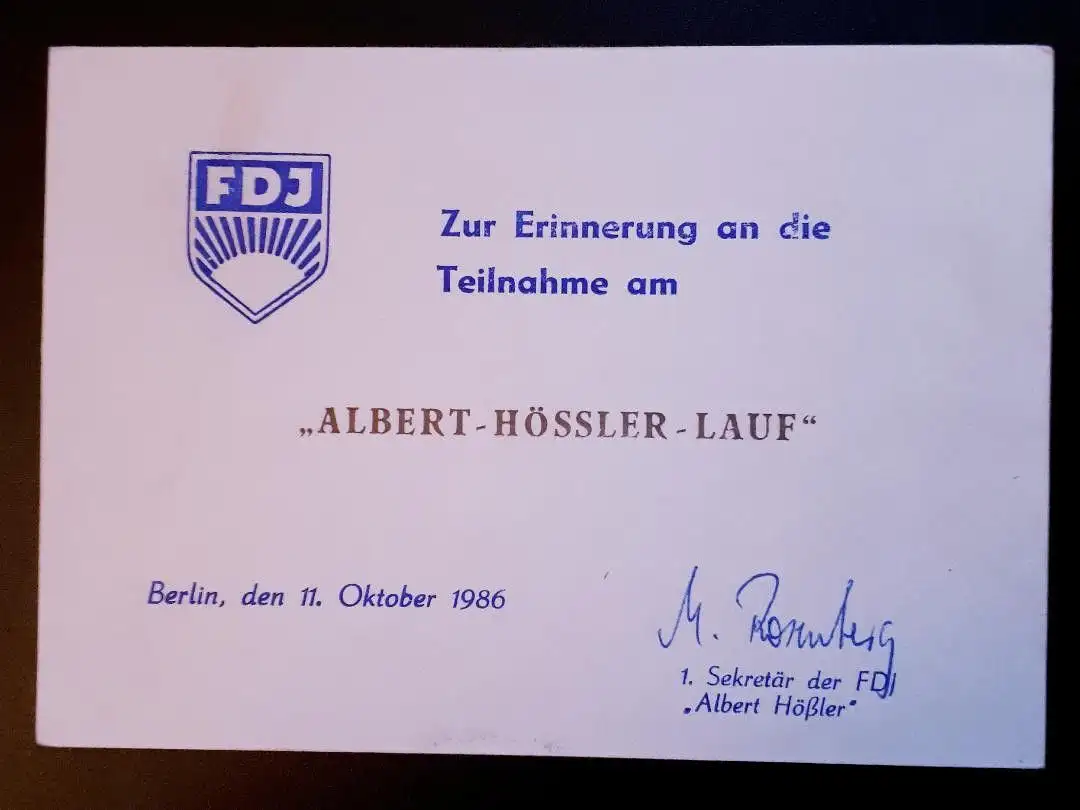 FDJ
Zur Erinnerung an die
Teilnahme am
„ALBERT-HÖSSLER-LAUF“
Berlin, den 11. Oktober 1986
M. Rosenberg
1. Sekretär der FDJ
„Albert Hößler“